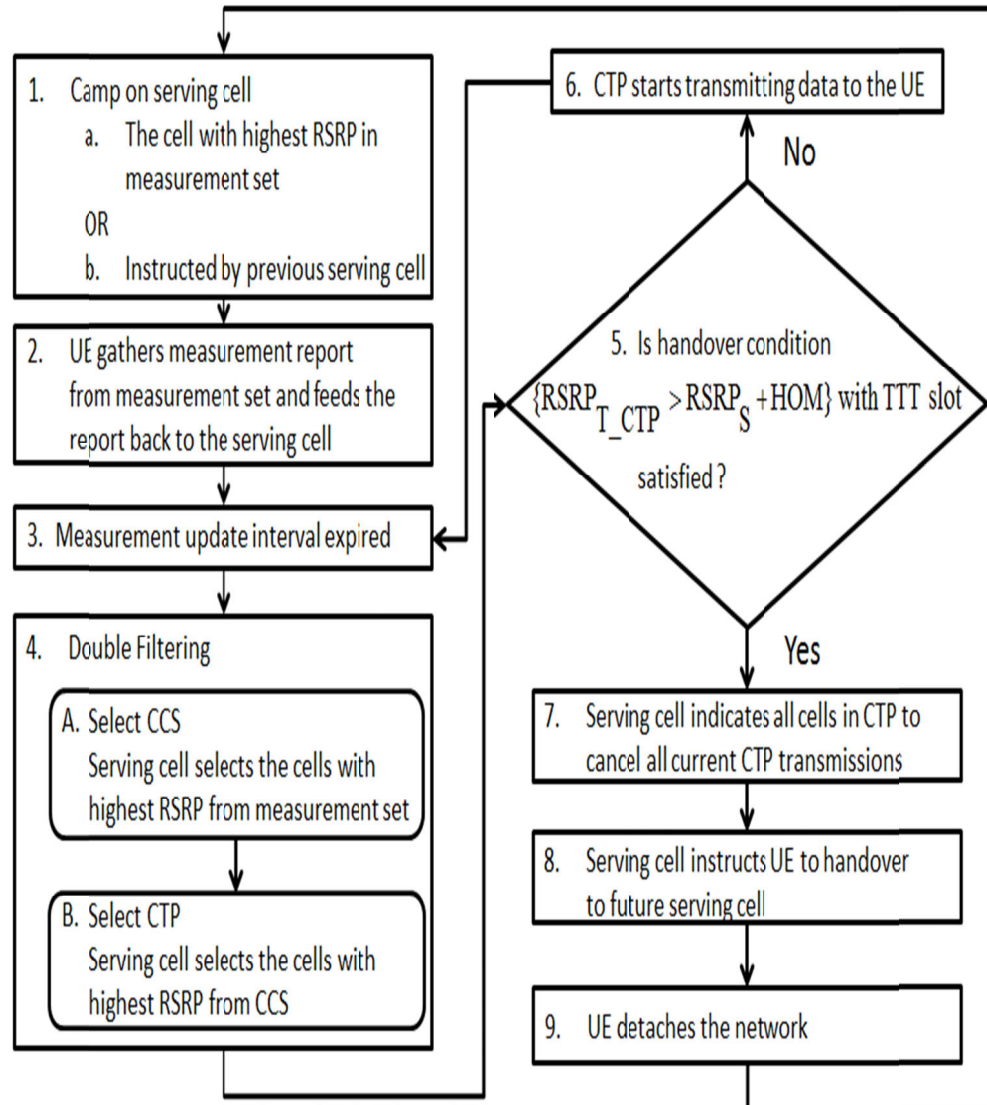 1. Camp on serving cell
a. The cell with highest RSRP in
measurement set
OR
b. Instructed by previous serving cell
2. UE gathers measurement report
from measurement set and feeds the
report back to the serving cell
3. Measurement update interval expired
4. Double Filtering
A. Select CCS
Serving cell selects the cells with
highest RSRP from measurement set
B. Select CTP
Serving cell selects the cells with
highest RSRP from CCS
5. Is handover condition
{RSRP_T_CTP > RSRP_S + HOM} with TTT slot
satisfied ?
No
6. CTP starts transmitting data to the UE
Yes
7. Serving cell indicates all cells in CTP to
cancel all current CTP transmissions
8. Serving cell instructs UE to handover
to future serving cell
9. UE detaches the network